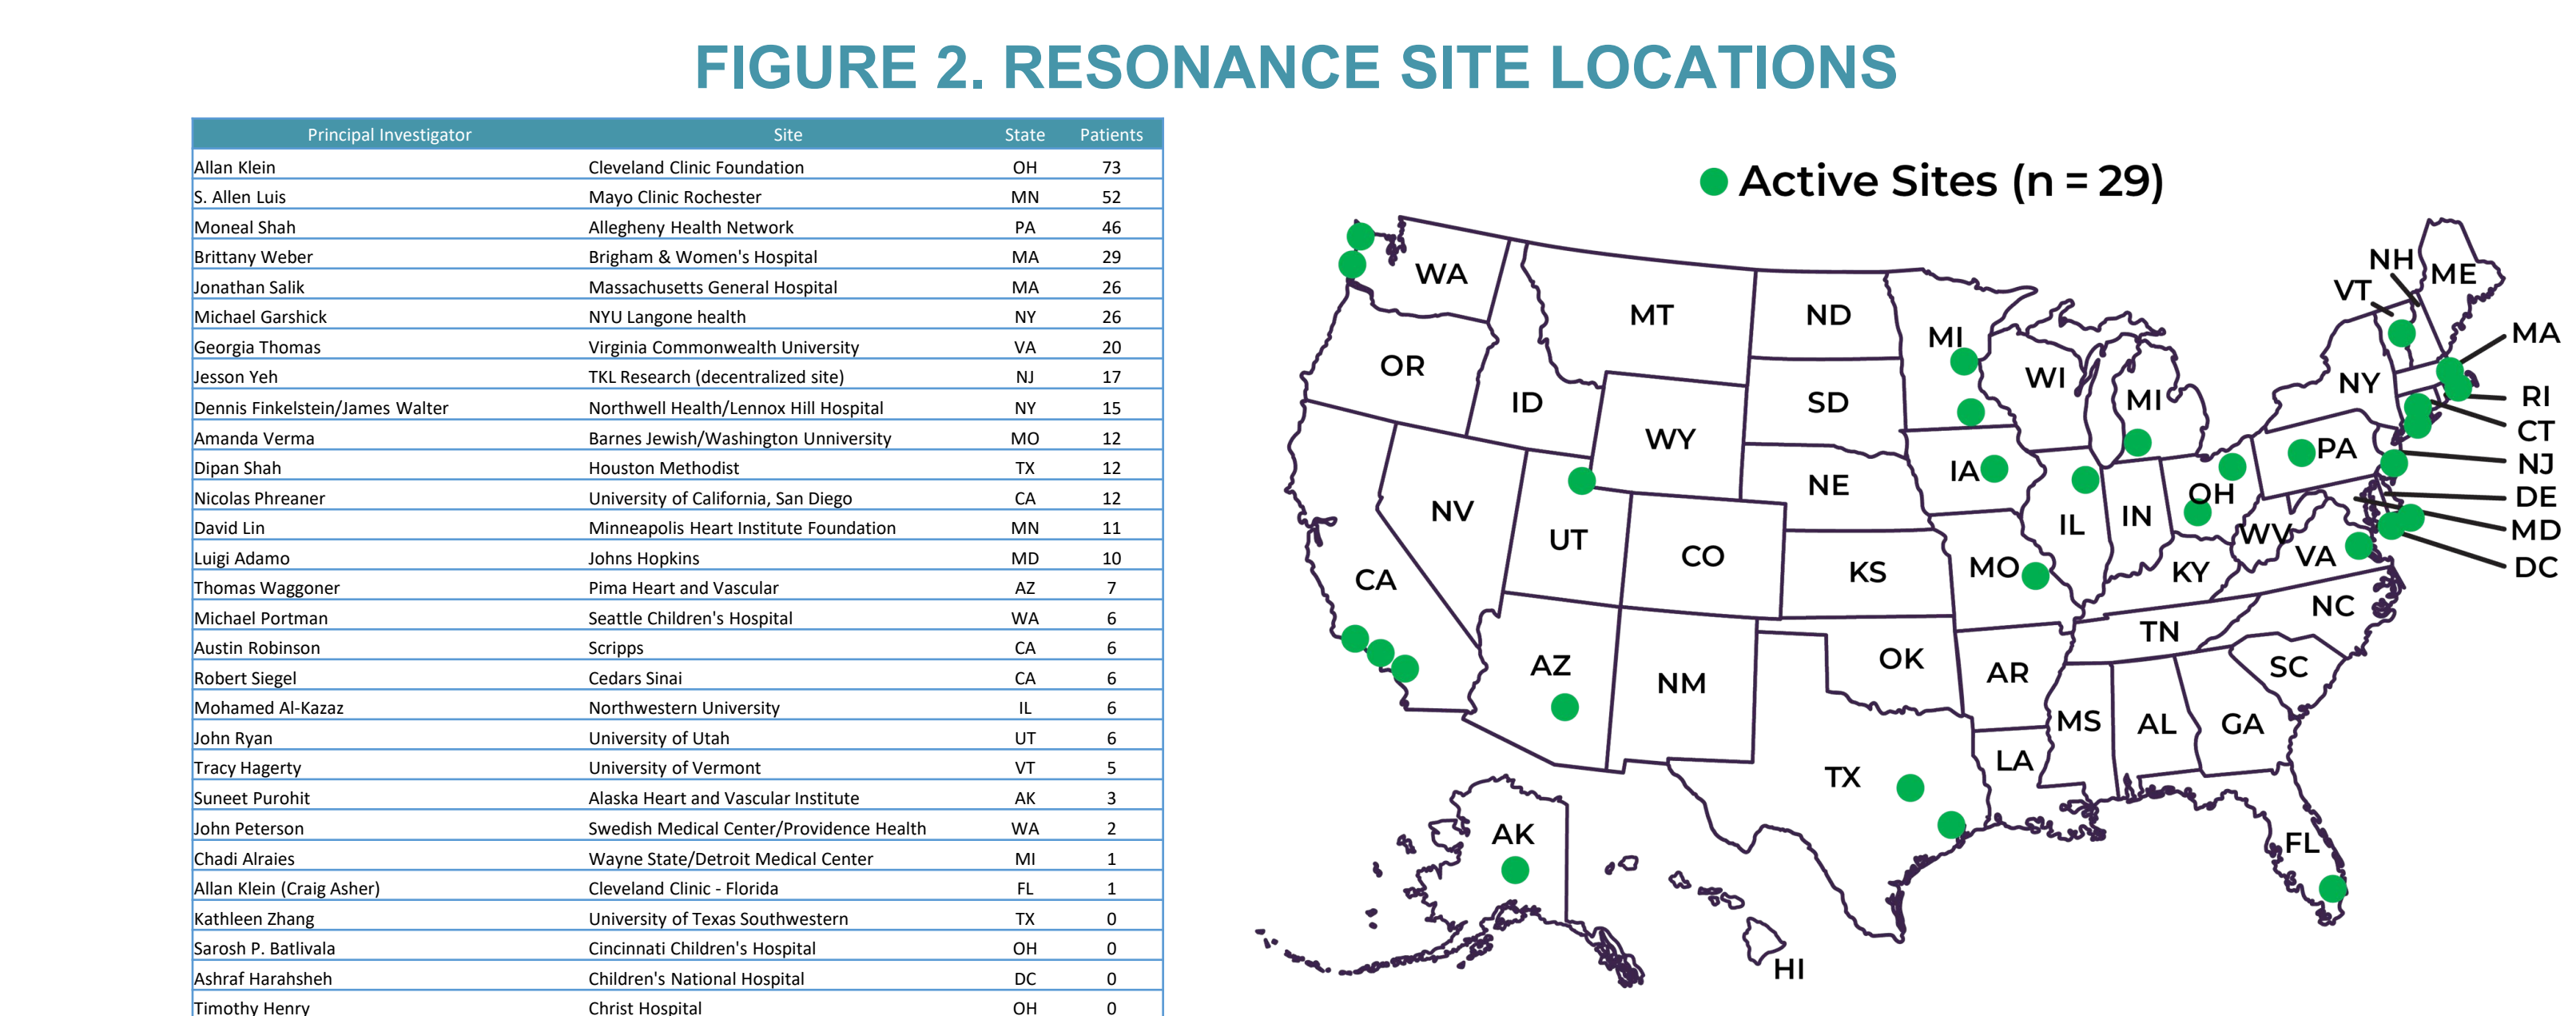 FIGURE 2. RESONANCE SITE LOCATIONS
Principal Investigator Site State Patients
Allan Klein Cleveland Clinic Foundation OH 73
S. Allen Luis Mayo Clinic Rochester MN 52
Moneal Shah Allegheny Health Network PA 46
Brittany Weber Brigham & Women's Hospital MA 29
Jonathan Salik Massachusetts General Hospital MA 26
Michael Garshick NYU Langone health NY 26
Georgia Thomas Virginia Commonwealth University VA 20
Jesson Yeh TKL Research (decentralized site) NJ 17
Dennis Finkelstein/James Walter Northwell Health/Lennox Hill Hospital NY 15
Amanda Verma Barnes Jewish/Washington Unniversity MO 12
Dipan Shah Houston Methodist TX 12
Nicolas Phreaner University of California, San Diego CA 12
David Lin Minneapolis Heart Institute Foundation MN 11
Luigi Adamo Johns Hopkins MD 10
Thomas Waggoner Pima Heart and Vascular AZ 7
Michael Portman Seattle Children's Hospital WA 6
Austin Robinson Scripps CA 6
Robert Siegel Cedars Sinai CA 6
Mohamed Al-Kazaz Northwestern University IL 6
John Ryan University of Utah UT 6
Tracy Hagerty University of Vermont VT 5
Suneet Purohit Alaska Heart and Vascular Institute AK 3
John Peterson Swedish Medical Center/Providence Health WA 2
Chadi Alraies Wayne State/Detroit Medical Center MI 1
Allan Klein (Craig Asher) Cleveland Clinic - Florida FL 1
Kathleen Zhang University of Texas Southwestern TX 0
Sarosh P. Batlivala Cincinnati Children's Hospital OH 0
Ashraf Harahsheh Children's National Hospital DC 0
Timothy Henry Christ Hospital OH 0
Active Sites (n = 29)
NH
ME
WA
VT
MT
ND
MI
MA
OR
WI
NY
RI
ID
SD
MI
CT
WY
PA
NJ
IA
NE
OH
DE
NV
IL
IN
WV
MD
UT
CO
VA
DC
CA
KS
MO
KY
NC
TN
AZ
OK
SC
NM
AR
MS
AL
GA
LA
TX
AK
FL
HI